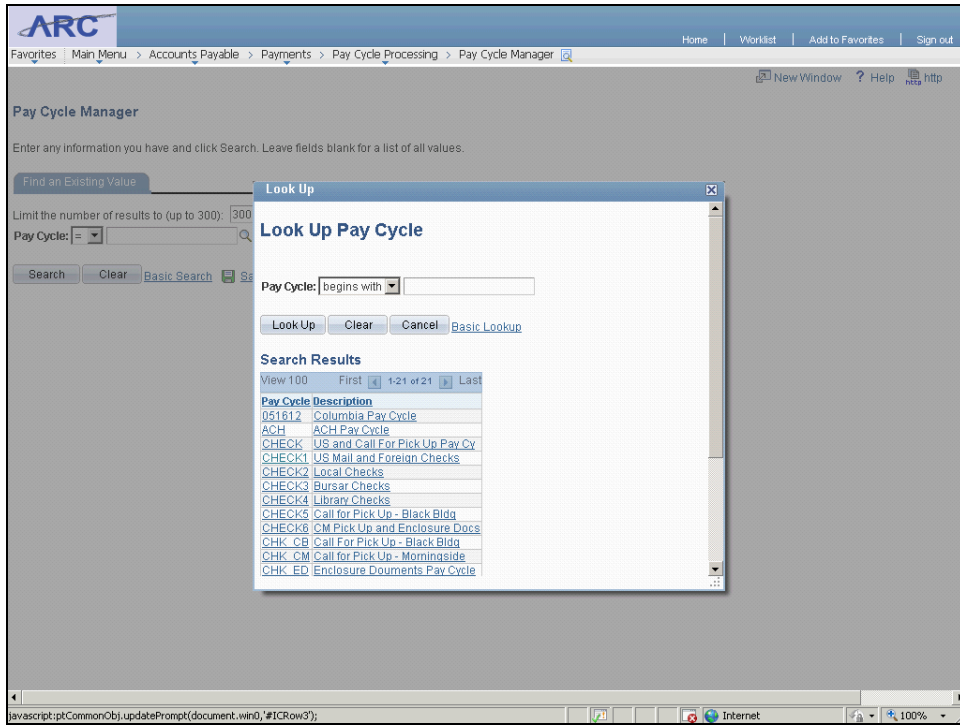 ARC
Home | Worklist | Add to Favorites | Sign out
Favorites Main Menu > Accounts Payable > Payments > Pay Cycle Processing > Pay Cycle Manager
New Window ? Help http
Pay Cycle Manager
Enter any information you have and click Search. Leave fields blank for a list of all values.
Find an Existing Value
Limit the number of results to (up to 300): 300
Pay Cycle: =
Search Clear Basic Search
Look Up
Look Up Pay Cycle
Pay Cycle: begins with
Look Up Clear Cancel Basic Lookup
Search Results
View 100 First 1-21 of 21 Last
Pay Cycle Description
051612 Columbia Pay Cycle
ACH ACH Pay Cycle
CHECK US and Call For Pick Up Pay Cy
CHECK1 US Mail and Foreign Checks
CHECK2 Local Checks
CHECK3 Bursar Checks
CHECK4 Library Checks
CHECK5 Call for Pick Up - Black Bldg
CHECK6 CM Pick Up and Enclosure Docs
CHK_CB Call For Pick Up - Black Bldg
CHK_CM Call for Pick Up - Morningside
CHK_ED Enclosure Douments Pay Cycle
javascript:ptCommonObj.updatePrompt(document.win0,'#ICRow3'); Internet 100%